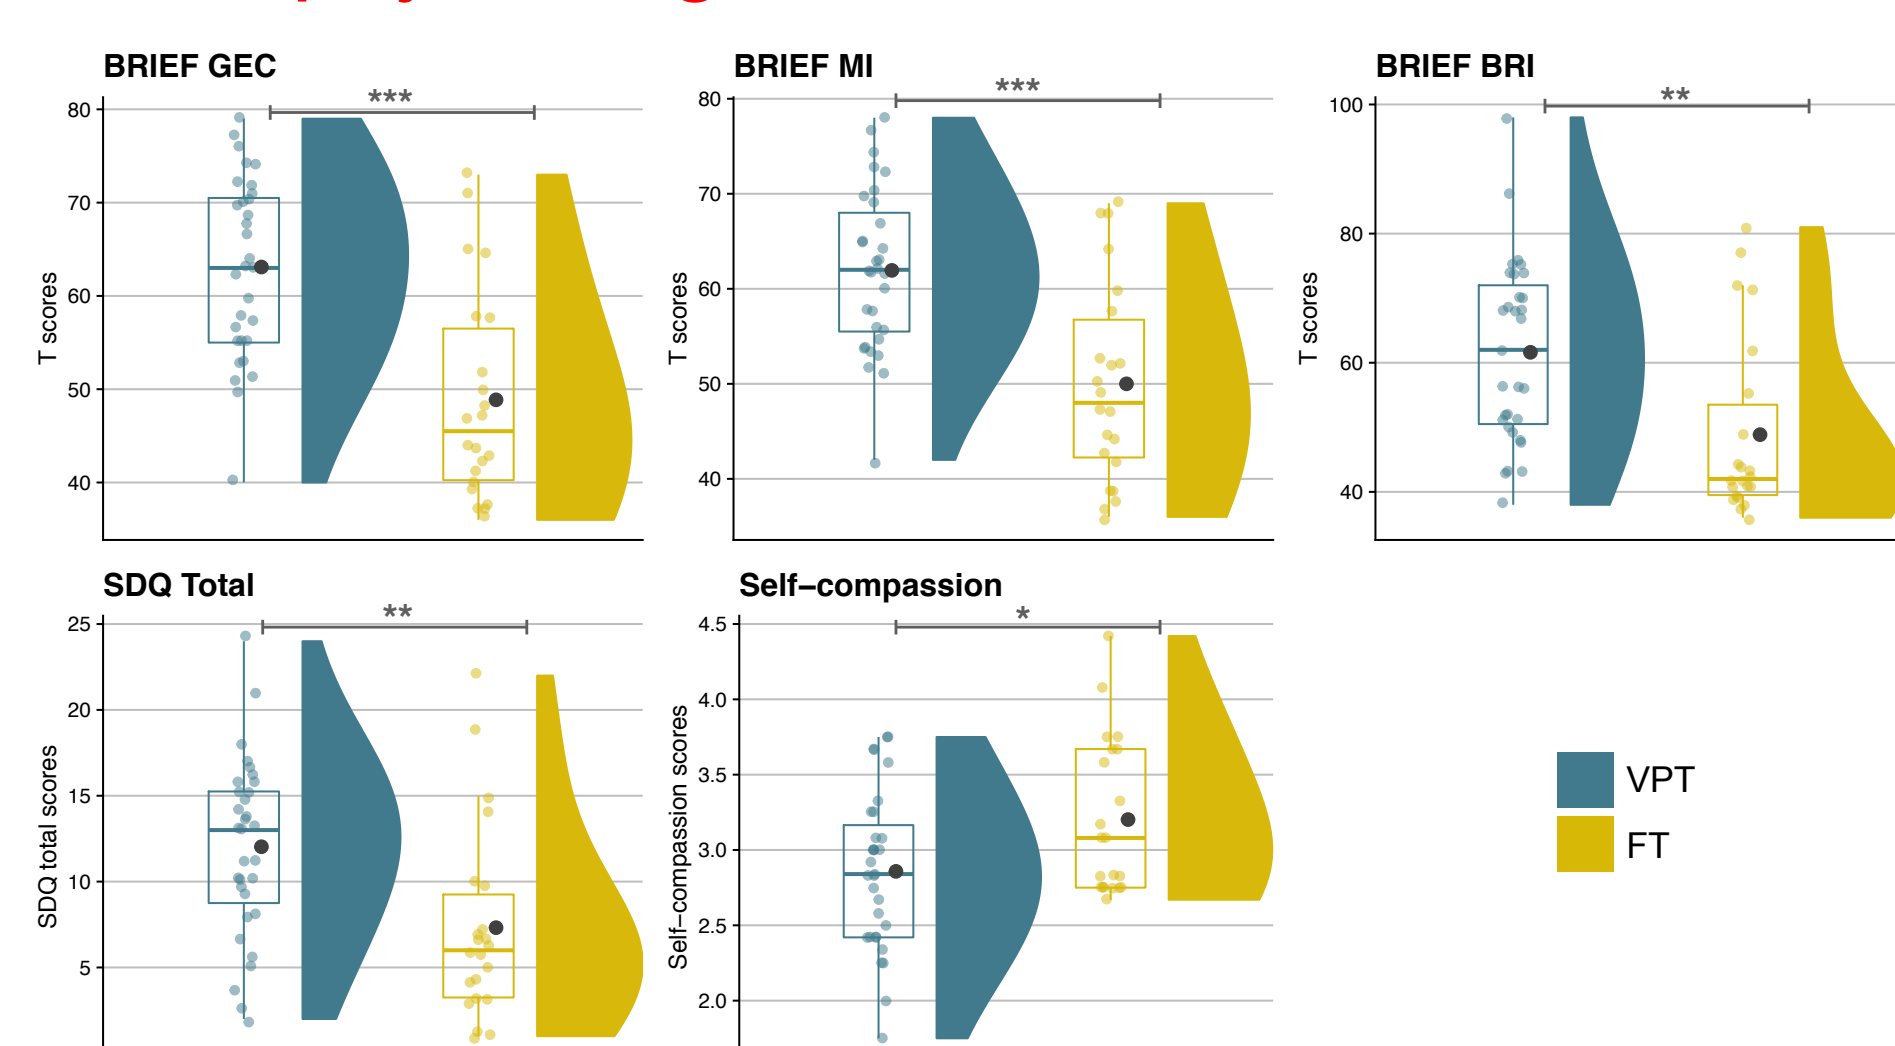 BRIEF GEC
***
80
70
60
50
40
T scores
BRIEF MI
***
80
70
60
50
40
T scores
BRIEF BRI
**
100
80
60
40
T scores
SDQ Total
**
25
20
15
10
5
SDQ total scores
Self−compassion
*
4.5
4.0
3.5
3.0
2.5
2.0
Self−compassion scores
VPT
FT